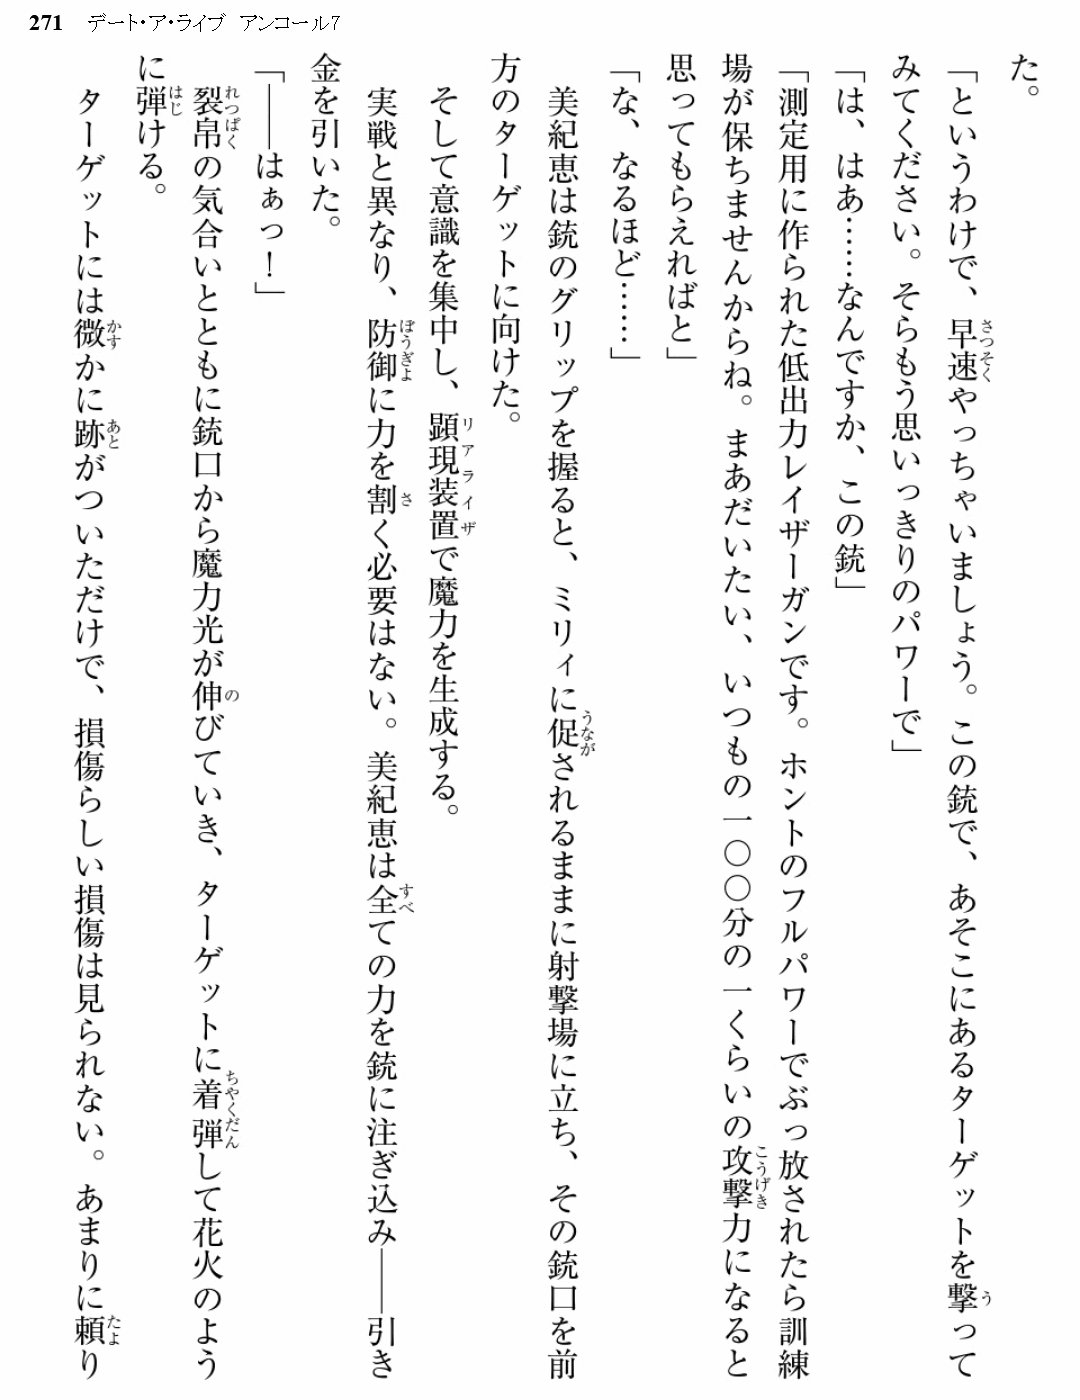 271 デート・ア・ライブ アンコール7
た。
「というわけで、早速やっちゃいましょう。この銃で、あそこにあるターゲットを撃って
みてください。そらもう思いっきりのパワーで」
「は、はあ……なんですか、この銃」
「測定用に作られた低出力レイザーガンです。ホントのフルパワーでぶっ放されたら訓練
場が保ちませんからね。まあだいたい、いつもの一〇〇分の一くらいの攻撃力になると
思ってもらえればと」
「な、なるほど……」
美紀恵は銃のグリップを握ると、ミリィに促されるままに射撃場に立ち、その銃口を前
方のターゲットに向けた。
そして意識を集中し、顕現装置で魔力を生成する。
実戦と異なり、防御に力を割く必要はない。美紀恵は全ての力を銃に注ぎ込み――引き
金を引いた。
「――はぁっ！」
裂帛の気合いとともに銃口から魔力光が伸びていき、ターゲットに着弾して花火のよう
に弾ける。
ターゲットには微かに跡がついただけで、損傷らしい損傷は見られない。あまりに頼り